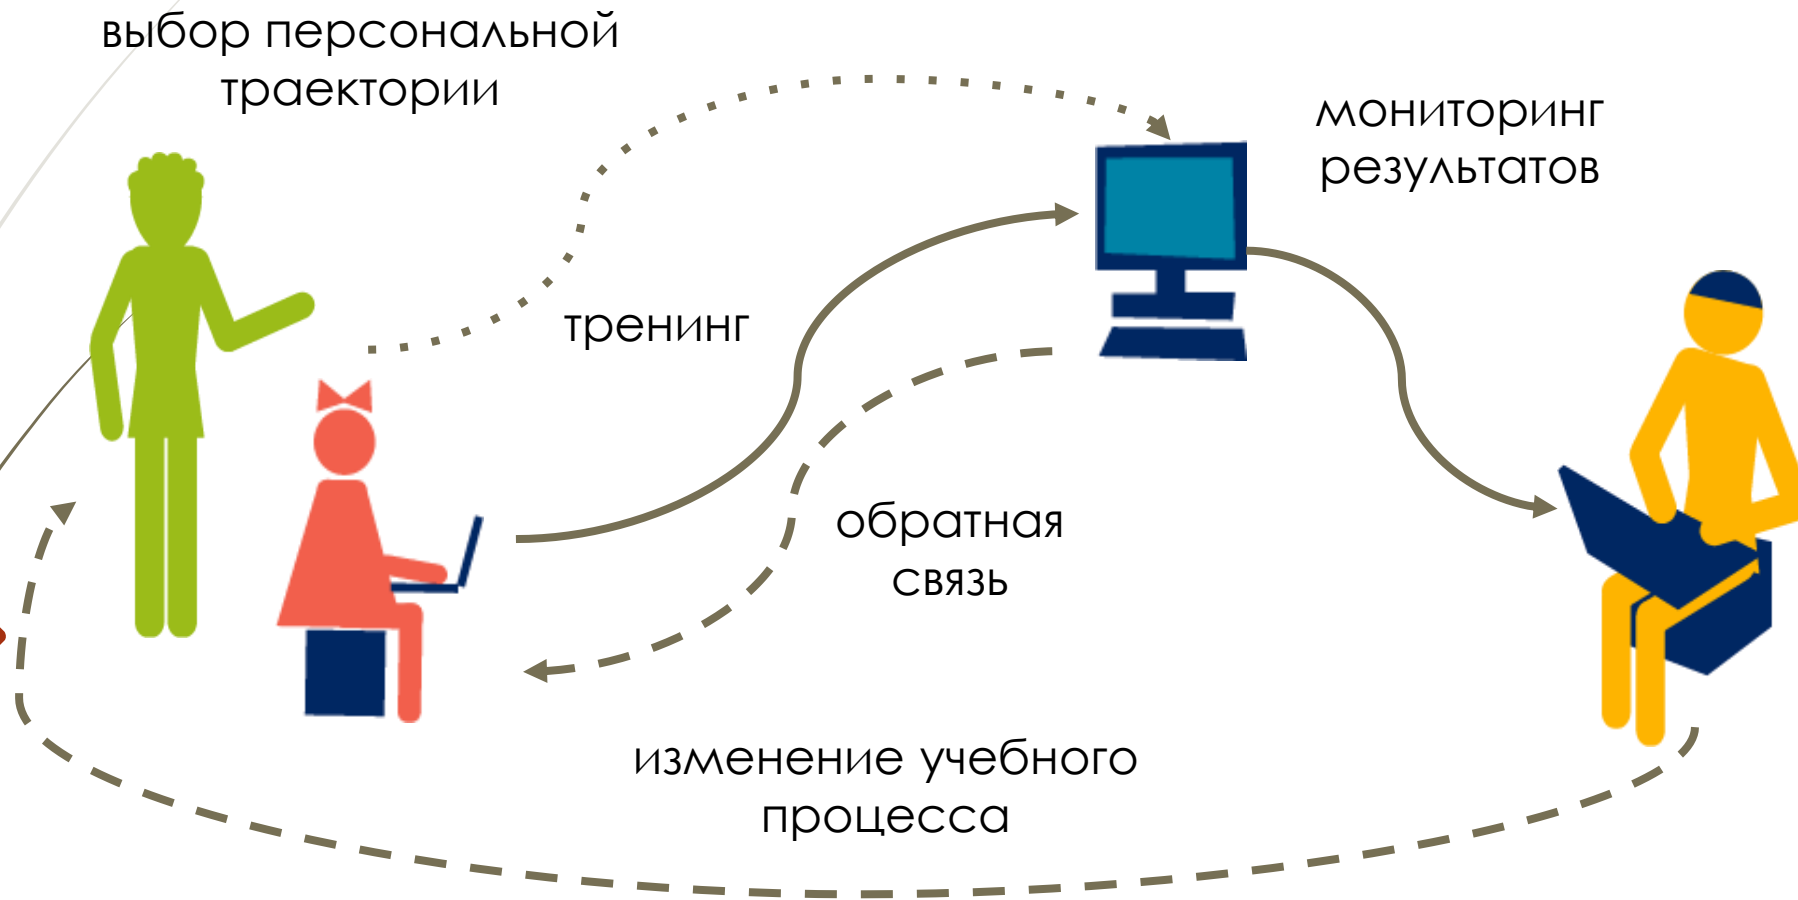 выбор персональной
траектории
мониторинг
результатов
тренинг
обратная
связь
изменение учебного
процесса